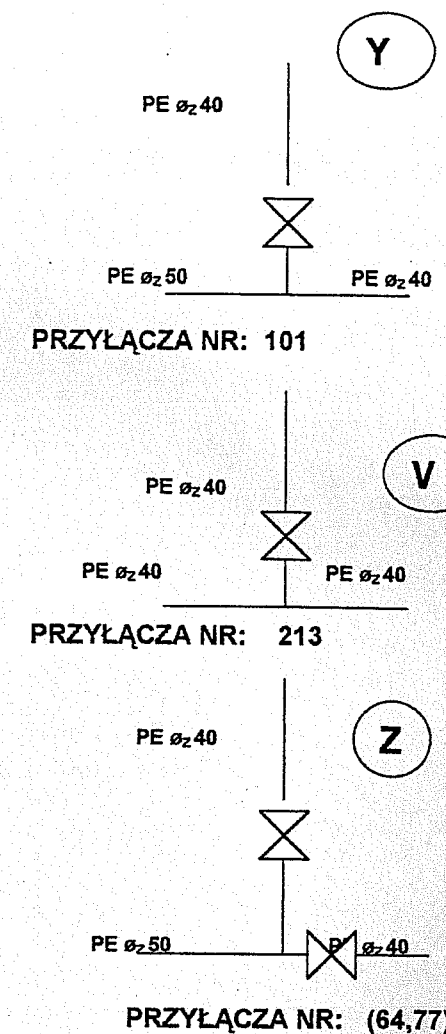 Y
PE øz 40
PE øz 50 PE øz 40
PRZYŁĄCZA NR: 101
V
PE øz 40
PE øz 40 PE øz 40
PRZYŁĄCZA NR: 213
PE øz 40
Z
PE øz 50 PE øz 40
PRZYŁĄCZA NR: (64,77,